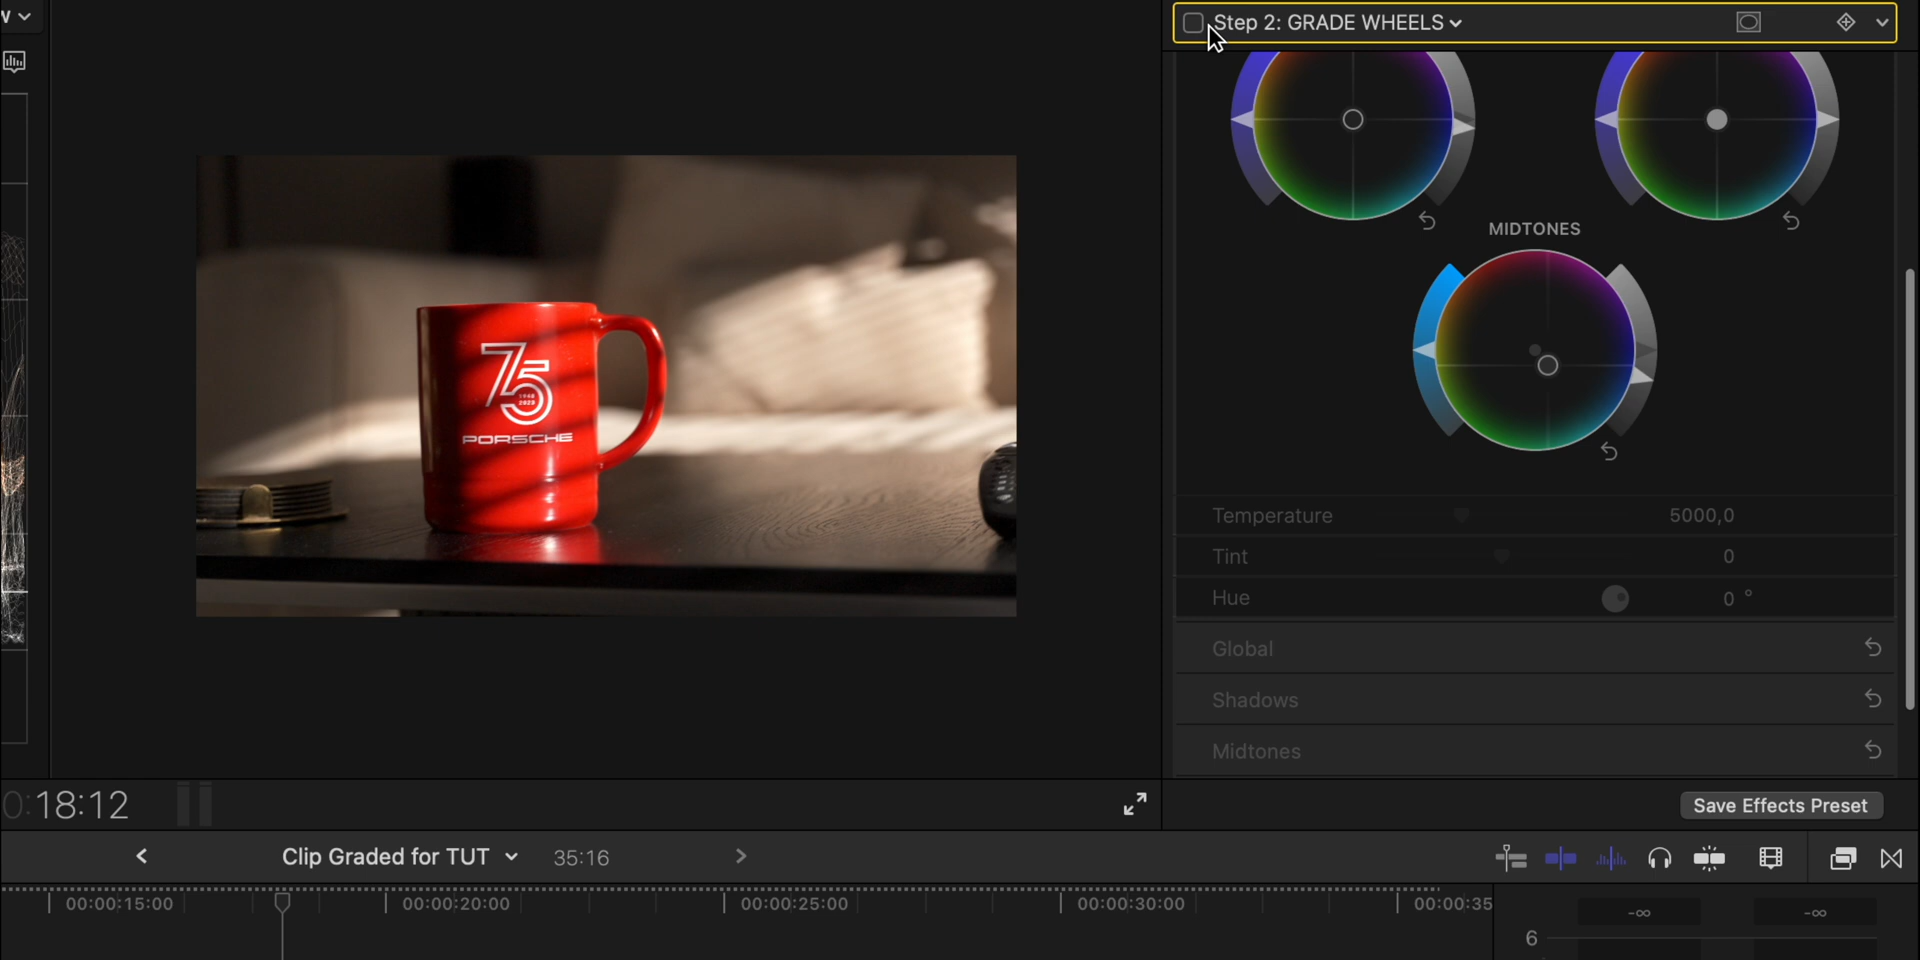 w
Step 2: GRADE WHEELS
MIDTONES
75
1948
2023
PORSCHE
Temperature 5000,0
Tint 0
Hue 0 °
Global
Shadows
Midtones
0:18:12
Save Effects Preset
Clip Graded for TUT 35:16
00:00:15:00 00:00:20:00 00:00:25:00 00:00:30:00 00:00:35
-∞ -∞
6